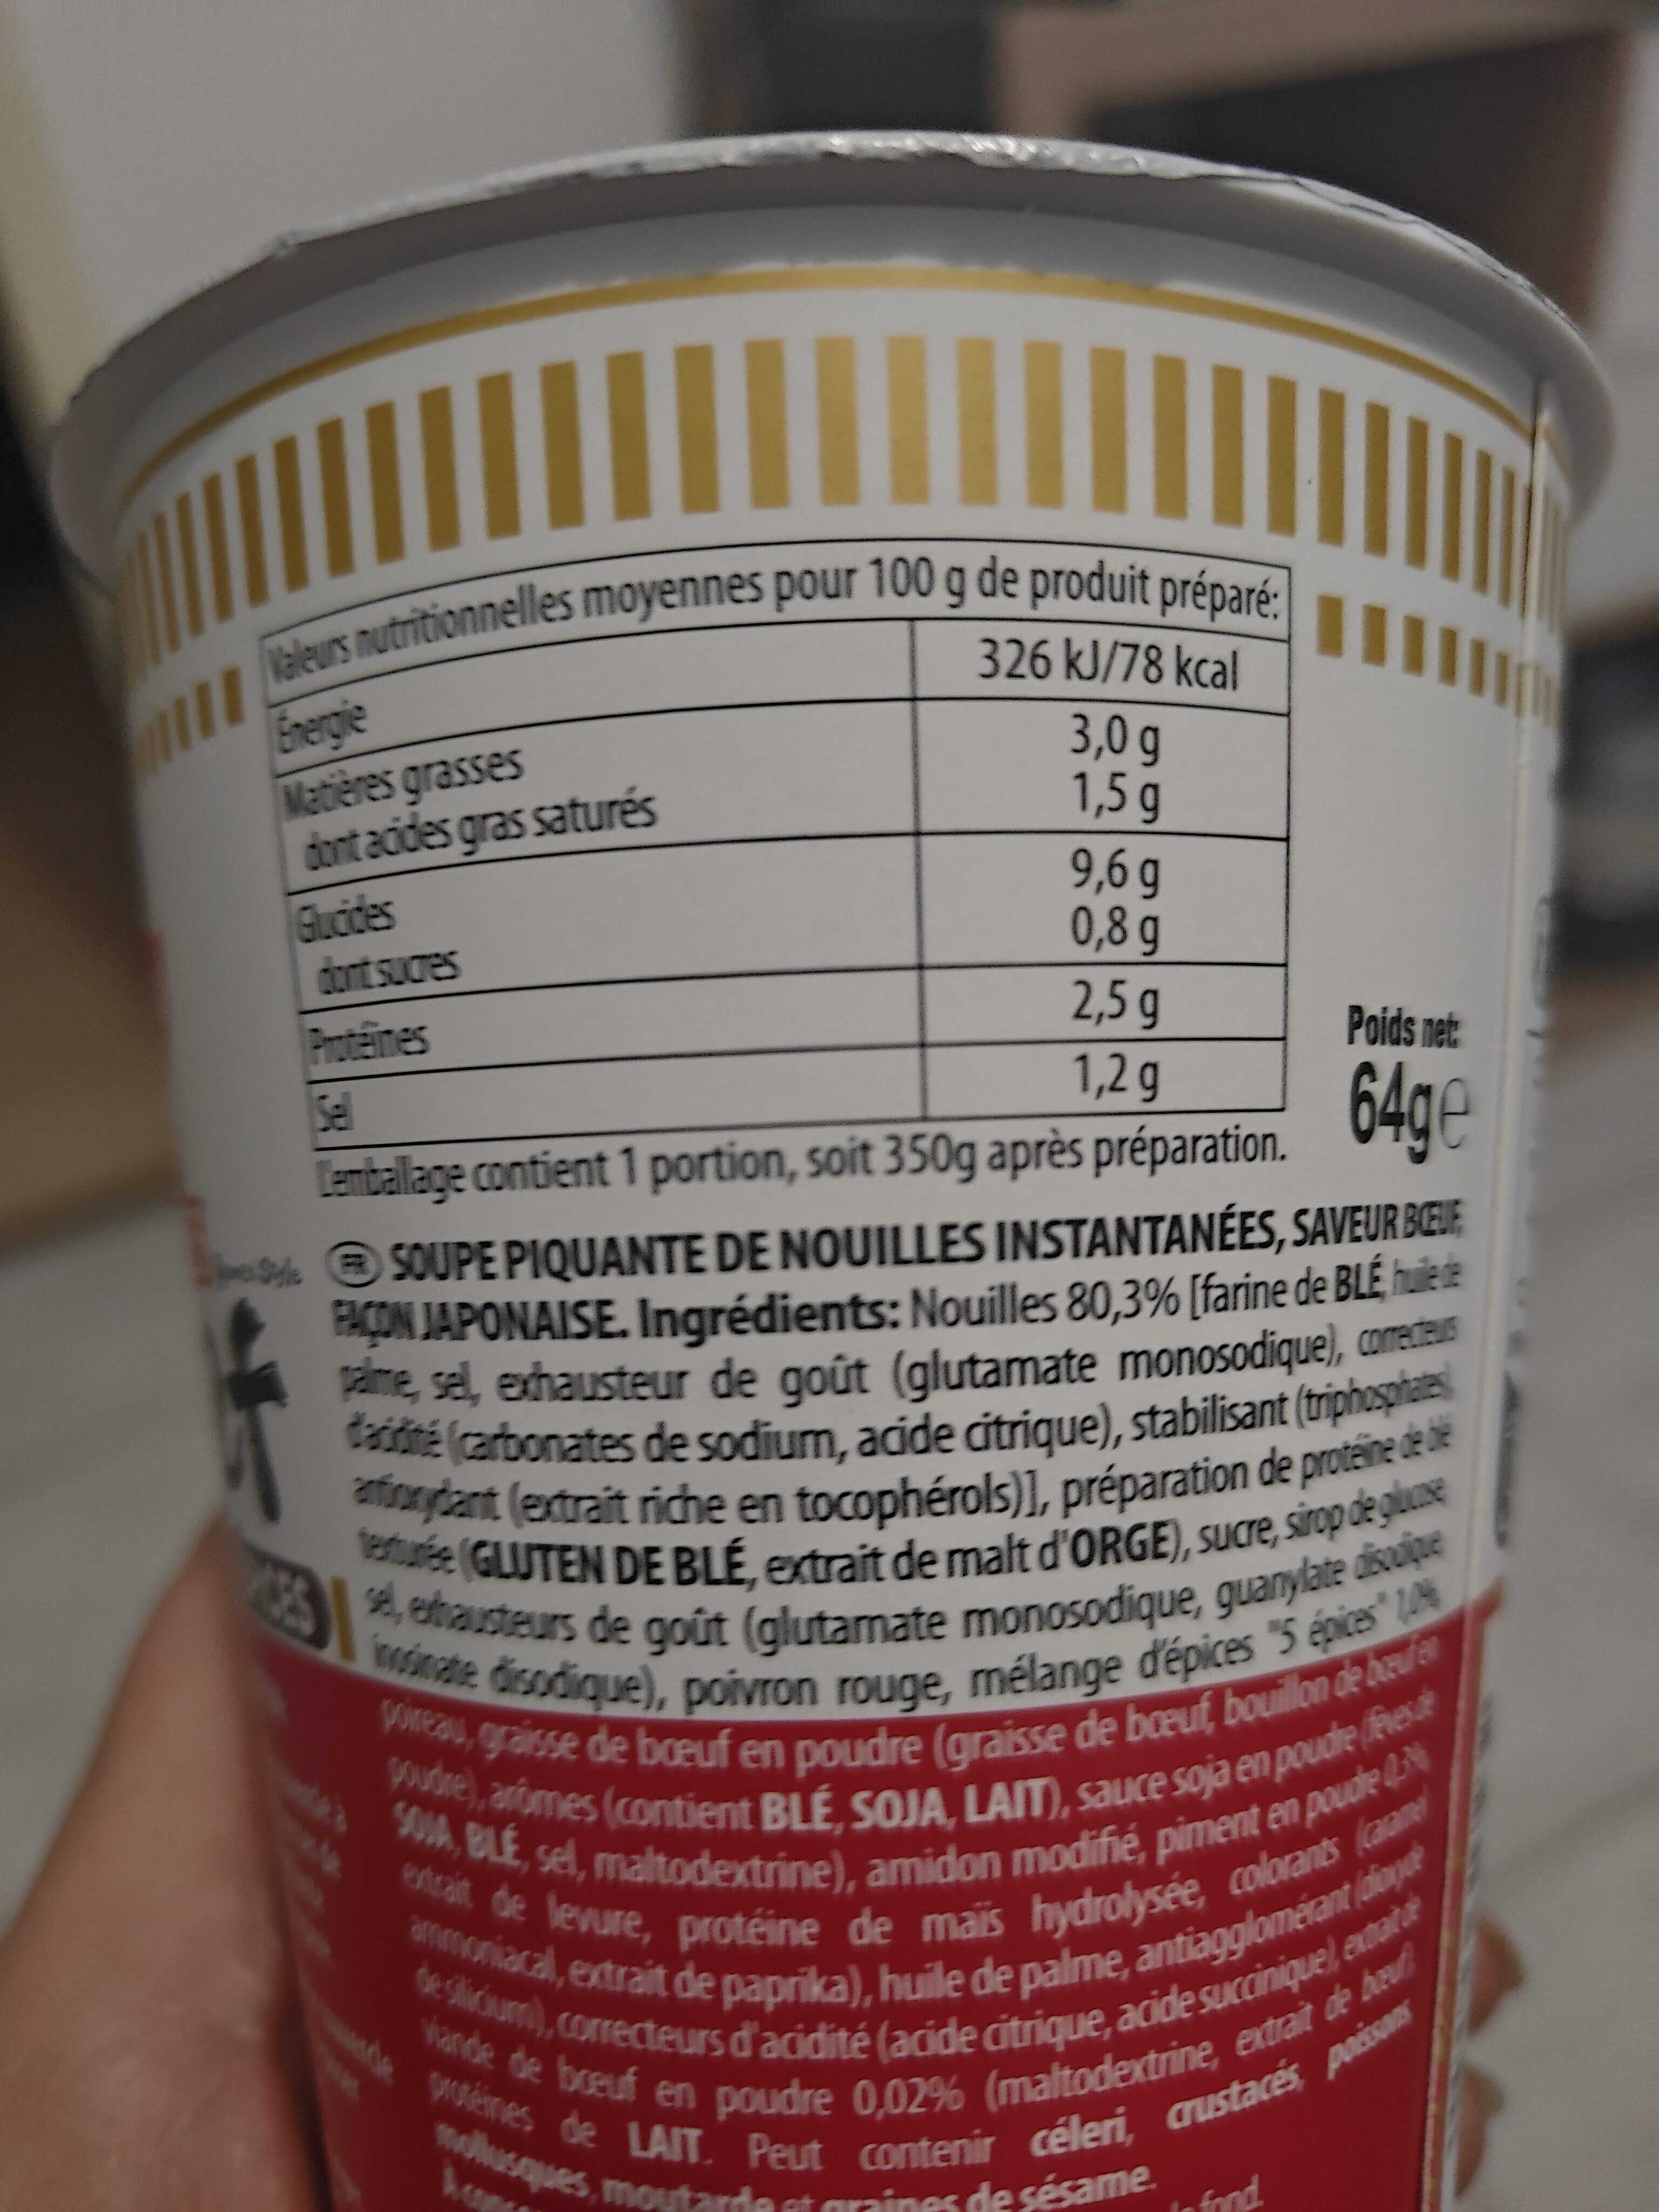 Valeurs nutritionnelles moyennes pour 100 g de produit préparé:
Énergie 326 kJ/78 kcal
Matières grasses 3,0 g
dont acides gras saturés 1,5 g
Glucides 9,6 g
dont sucres 0,8 g
Protéines 2,5 g
Sel 1,2 g
L'emballage contient 1 portion, soit 350g après préparation.
Poids net:
64g e
FR SOUPE PIQUANTE DE NOUILLES INSTANTANÉES, SAVEUR BŒUF,
FAÇON JAPONAISE. Ingrédients: Nouilles 80,3% [farine de BLÉ, huile de
palme, sel, exhausteur de goût (glutamate monosodique), correcteurs
d'acidité (carbonates de sodium, acide citrique), stabilisant (triphosphates),
antioxydant (extrait riche en tocophérols)], préparation de protéine de blé
texturée (GLUTEN DE BLÉ, extrait de malt d'ORGE), sucre, sirop de glucose,
sel, exhausteurs de goût (glutamate monosodique, guanylate disodique,
inosinate disodique), poivron rouge, mélange d'épices "5 épices" 1,0%,
poireau, graisse de bœuf en poudre (graisse de bœuf, bouillon de bœuf en
poudre), arômes (contient BLÉ, SOJA, LAIT), sauce soja en poudre (fèves de
SOJA, BLÉ, sel, maltodextrine), amidon modifié, piment en poudre 0,3%,
extrait de levure, protéine de maïs hydrolysée, colorants (caramel
ammoniacal, extrait de paprika), huile de palme, antiagglomérant (dioxyde
de silicium), correcteurs d'acidité (acide citrique, acide succinique), extrait de
viande de bœuf en poudre 0,02% (maltodextrine, extrait de bœuf),
protéines de LAIT. Peut contenir céleri, crustacés, poissons,
mollusques, moutarde et graines de sésame.
fond.